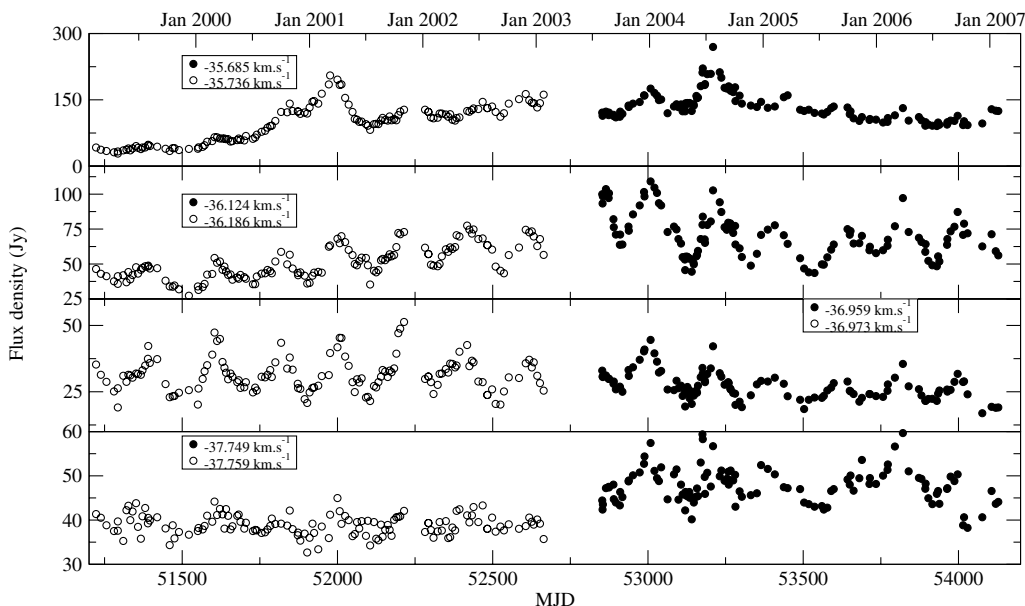 Jan 2000 Jan 2001 Jan 2002 Jan 2003 Jan 2004 Jan 2005 Jan 2006 Jan 2007
300
150
0
-35.685 km.s⁻¹
-35.736 km.s⁻¹
100
75
50
25
-36.124 km.s⁻¹
-36.186 km.s⁻¹
50
25
-36.959 km.s⁻¹
-36.973 km.s⁻¹
60
50
40
30
-37.749 km.s⁻¹
-37.759 km.s⁻¹
Flux density (Jy)
51500 52000 52500 53000 53500 54000
MJD